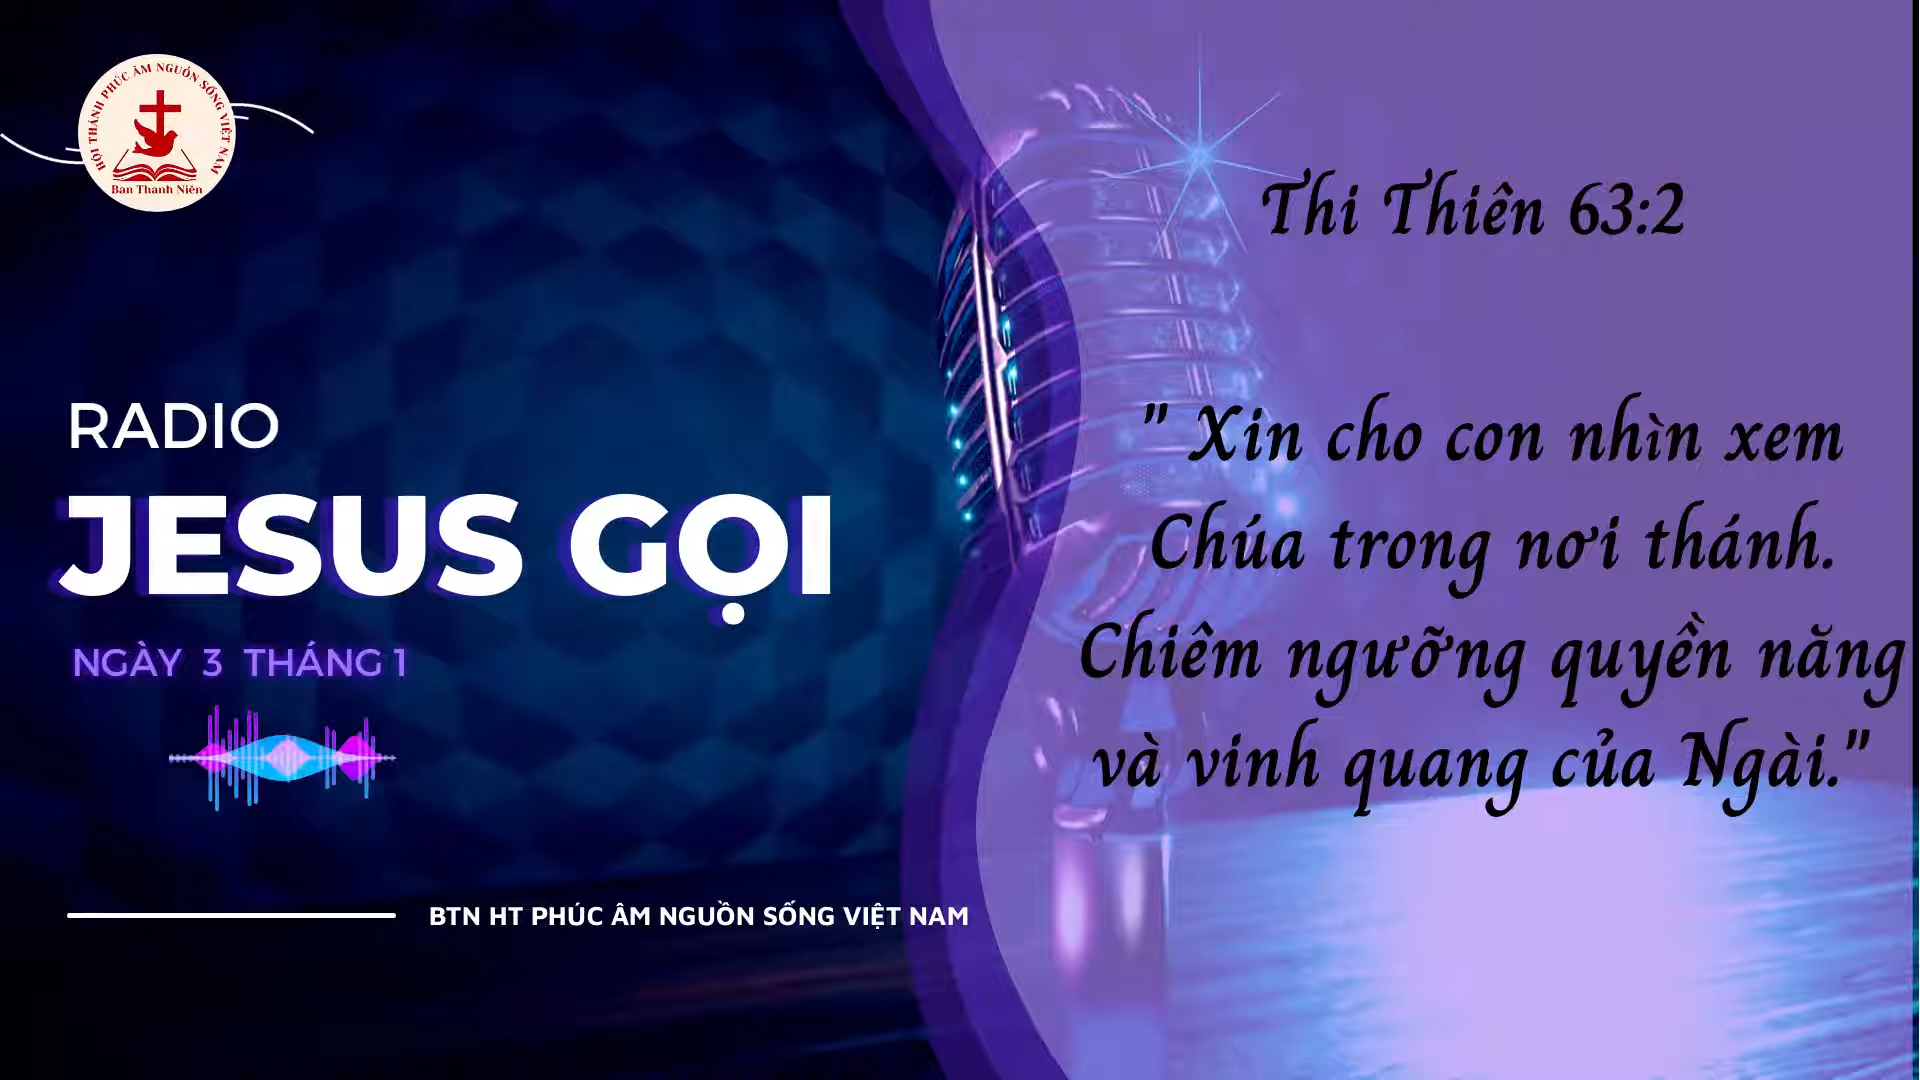 HỘI THÁNH PHÚC ÂM NGUỒN SỐNG VIỆT NAM
Ban Thanh Niên
RADIO
JESUS GỌI
NGÀY 3 THÁNG 1
BTN HT PHÚC ÂM NGUỒN SỐNG VIỆT NAM
Thi Thiên 63:2
" Xin cho con nhìn xem
Chúa trong nơi thánh.
Chiêm ngưỡng quyền năng
và vinh quang của Ngài."